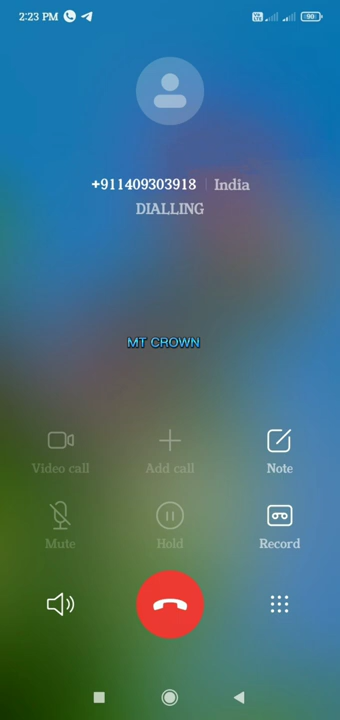 2:23 PM
90
+911409303918 | India
DIALLING
MT CROWN
Video call
Add call
Note
Mute
Hold
Record